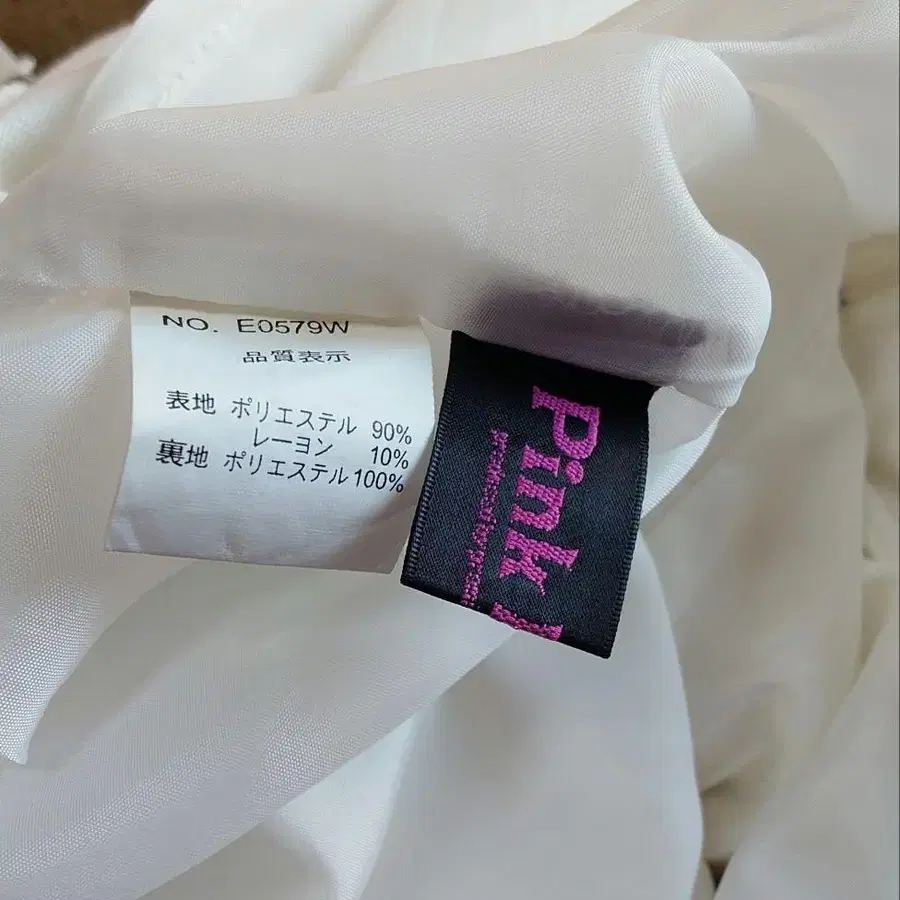 NO. E0579W
品質表示
表地 ポリエステル 90%
レーヨン 10%
裏地 ポリエステル 100%
Pink